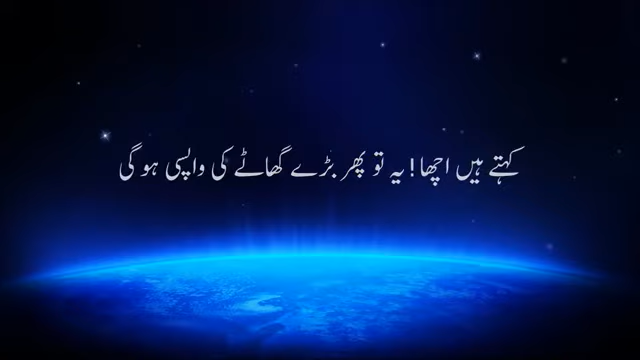 کہتے ہیں اچھا! یہ تو پھر بڑے گھاٹے کی واپسی ہو گی